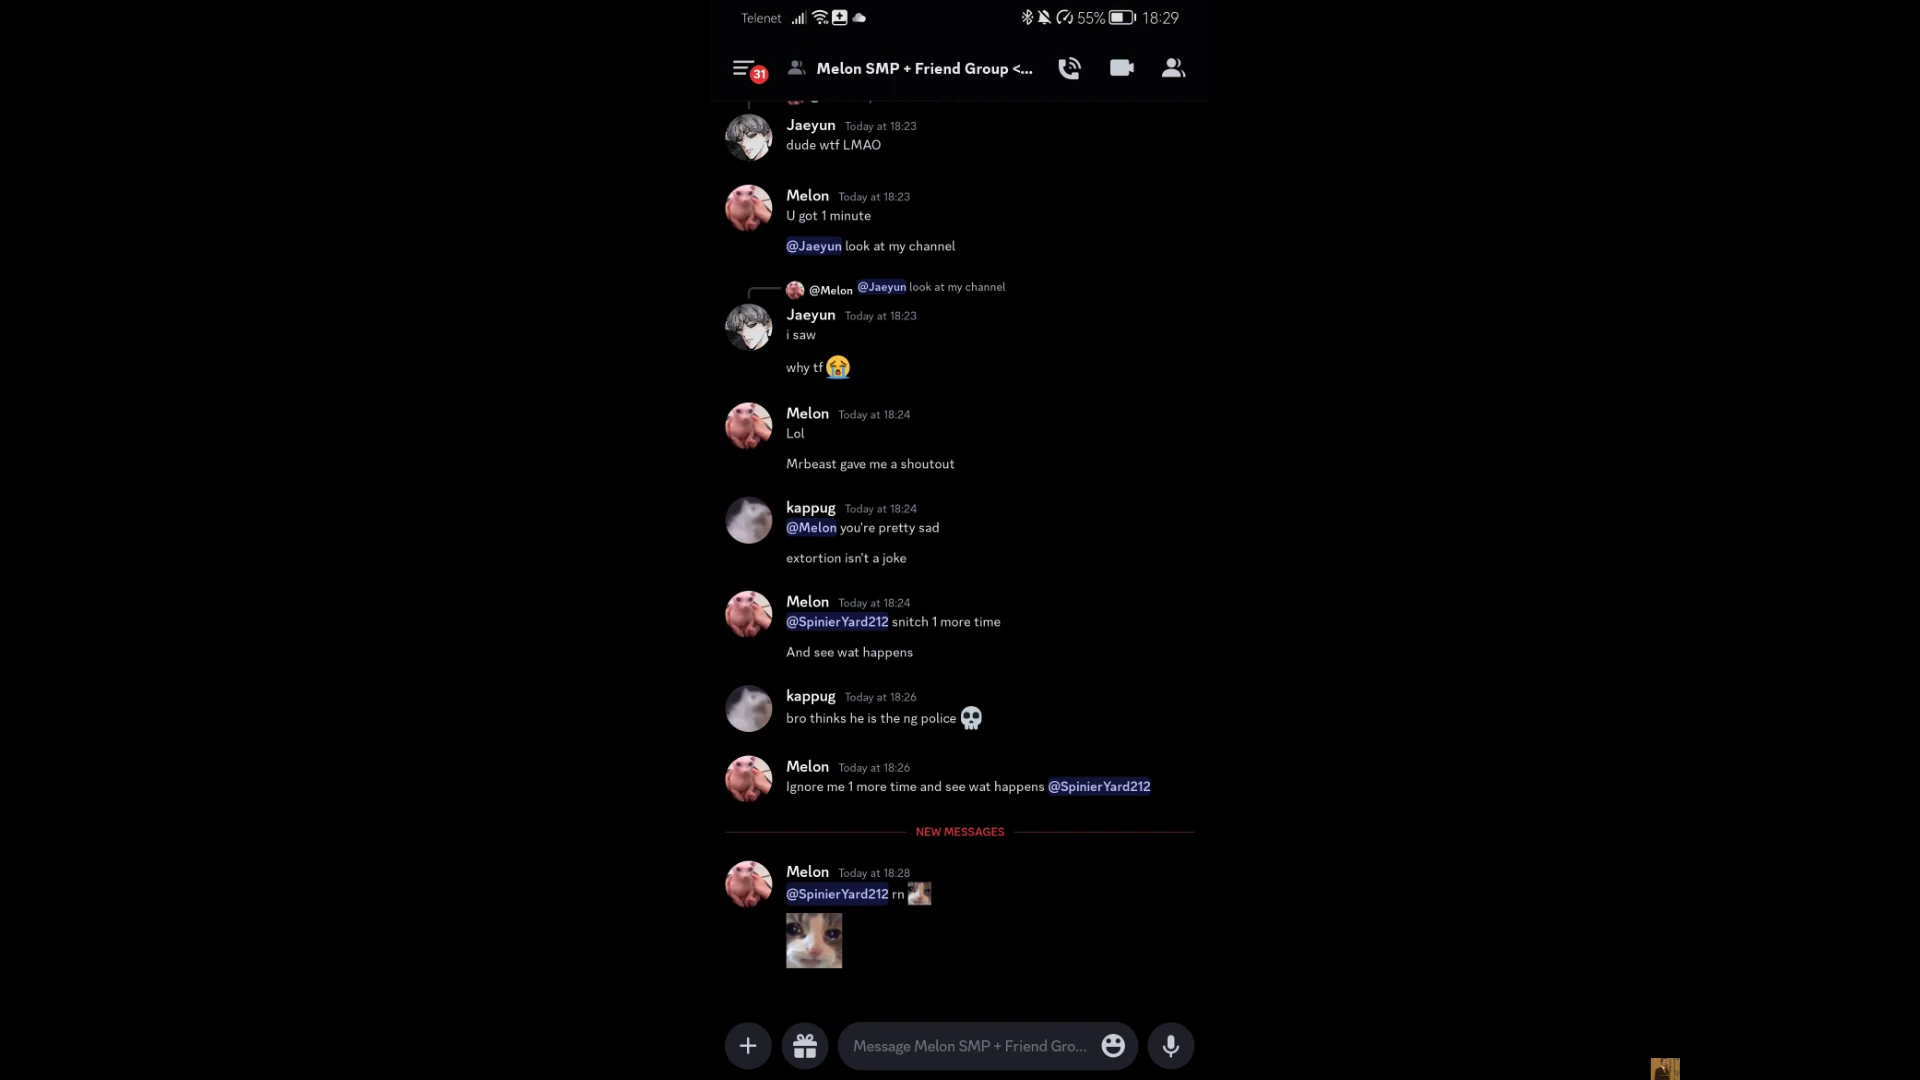 Telenet 55% 18:29
31 Melon SMP + Friend Group <...
Jaeyun Today at 18:23
dude wtf LMAO
Melon Today at 18:23
U got 1 minute
@Jaeyun look at my channel
@Melon @Jaeyun look at my channel
Jaeyun Today at 18:23
i saw
why tf
Melon Today at 18:24
Lol
Mrbeast gave me a shoutout
kappug Today at 18:24
@Melon you're pretty sad
extortion isn't a joke
Melon Today at 18:24
@SpinierYard212 snitch 1 more time
And see wat happens
kappug Today at 18:26
bro thinks he is the ng police
Melon Today at 18:26
Ignore me 1 more time and see wat happens @SpinierYard212
NEW MESSAGES
Melon Today at 18:28
@SpinierYard212 rn
Message Melon SMP + Friend Gro...